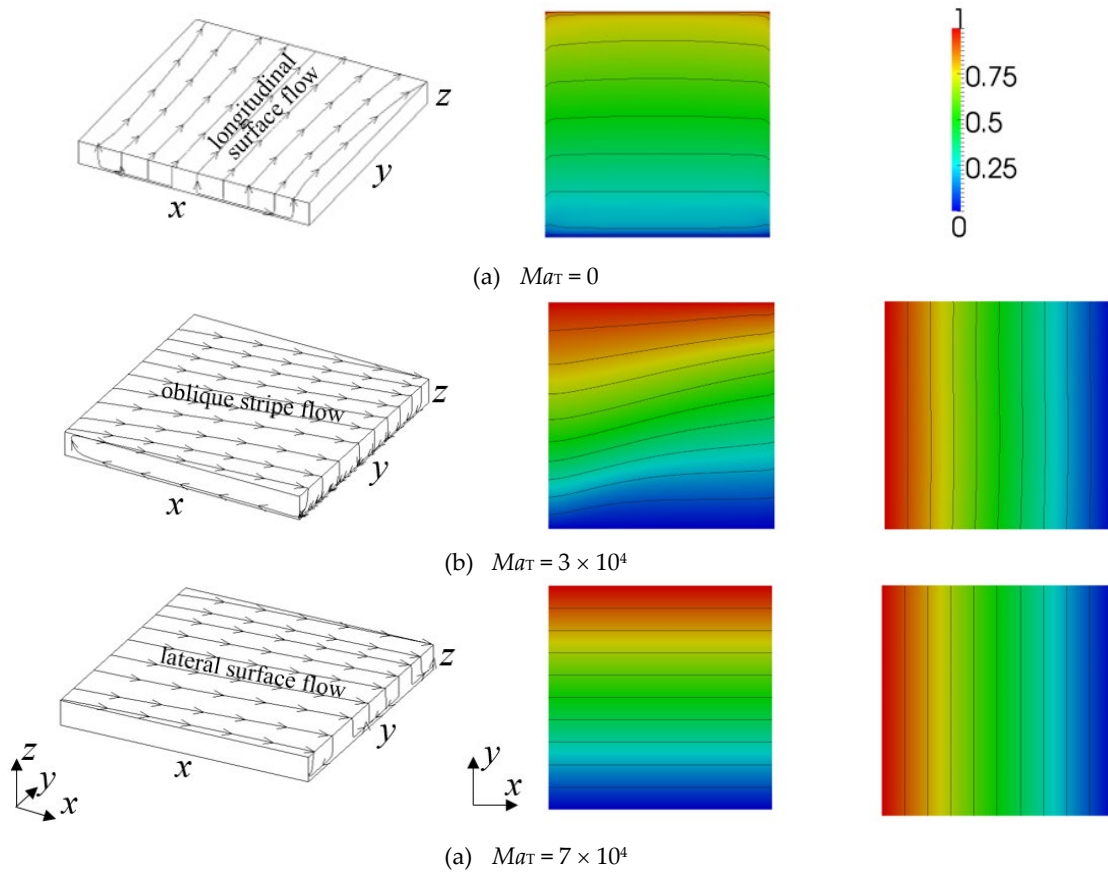 longitudinal
surface flow
z
y
x
1
0.75
0.5
0.25
0
(a) MaT = 0
oblique stripe flow
z
y
x
(b) MaT = 3 × 10⁴
lateral surface flow
z
y
x
z
y
x
y
x
(a) MaT = 7 × 10⁴